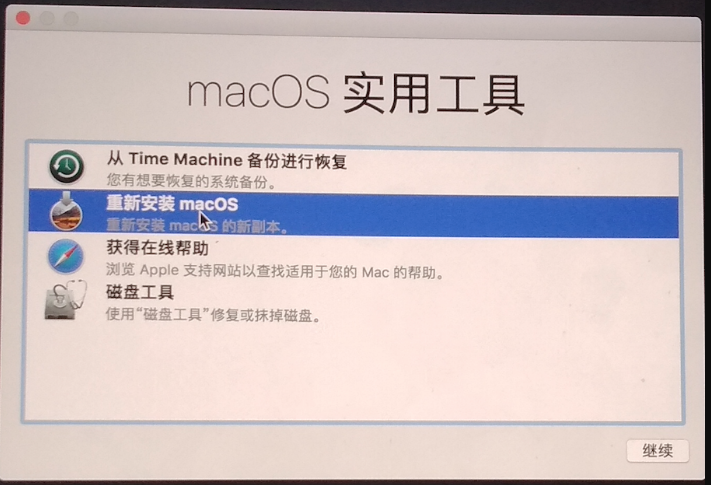 macOS 实用工具
从 Time Machine 备份进行恢复
您有想要恢复的系统备份。
重新安装 macOS
重新安装 macOS 的新副本。
获得在线帮助
浏览 Apple 支持网站以查找适用于您的 Mac 的帮助。
磁盘工具
使用“磁盘工具”修复或抹掉磁盘。
继续